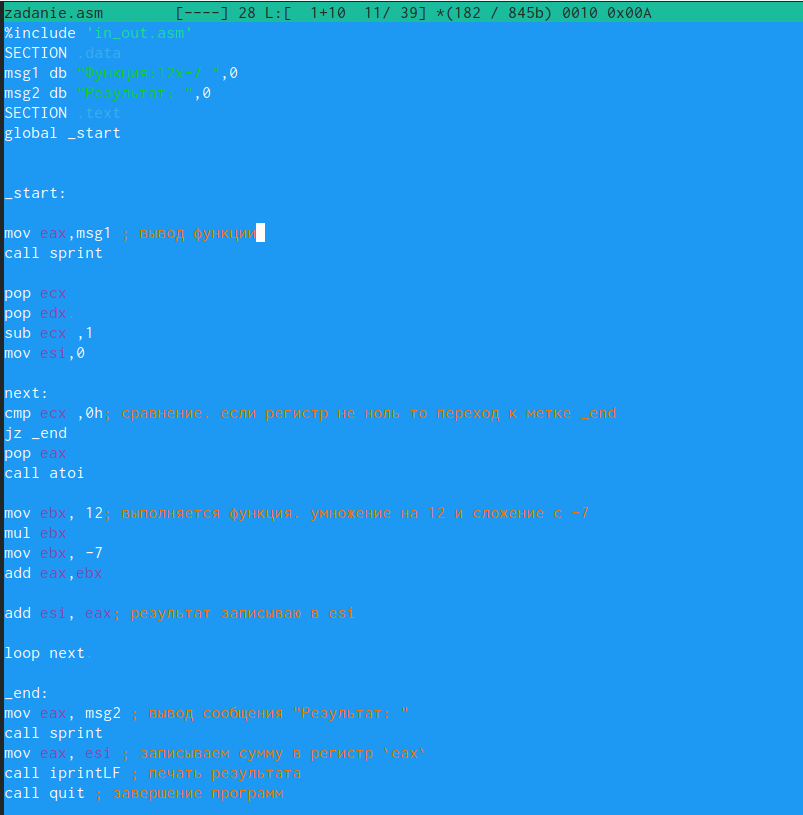 zadanie.asm [----] 28 L:[ 1+10 11/ 39] *(182 / 845b) 0010 0x00A
%include 'in_out.asm'
SECTION .data
msg1 db "Функция:12x-7 ",0
msg2 db "Результат: ",0
SECTION .text
global _start
_start:
mov eax,msg1 ; вывод функции
call sprint
pop ecx
pop edx
sub ecx ,1
mov esi,0
next:
cmp ecx ,0h; сравнение. если регистр не ноль то переход к метке _end
jz _end
pop eax
call atoi
mov ebx, 12; выполняется функция. умножение на 12 и сложение с -7
mul ebx
mov ebx, -7
add eax,ebx
add esi, eax; результат записываю в esi
loop next
_end:
mov eax, msg2 ; вывод сообщения "Результат: "
call sprint
mov eax, esi ; записываем сумму в регистр `eax`
call iprintLF ; печать результата
call quit ; завершение программ